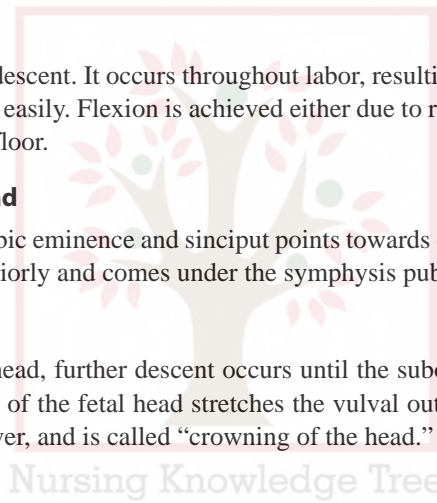 descent. It occurs throughout labor, resulti
easily. Flexion is achieved either due to r
floor.
d
bic eminence and sinciput points towards
iorly and comes under the symphysis pub
head, further descent occurs until the subo
of the fetal head stretches the vulval out
ver, and is called “crowning of the head.”
Nursing Knowledge Tree